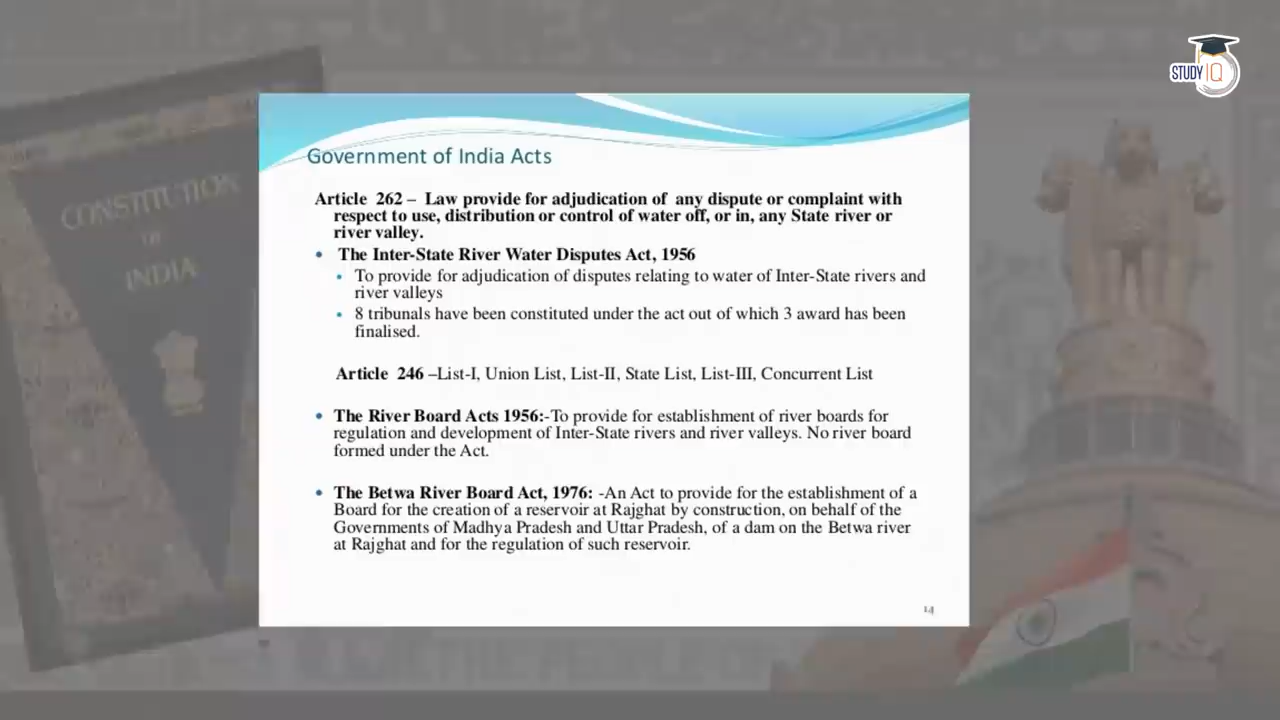 STUDY IQ
CONSTITUTION
OF
INDIA
Government of India Acts
Article 262 – Law provide for adjudication of any dispute or complaint with
respect to use, distribution or control of water off, or in, any State river or
river valley.
• The Inter-State River Water Disputes Act, 1956
• To provide for adjudication of disputes relating to water of Inter-State rivers and
river valleys
• 8 tribunals have been constituted under the act out of which 3 award has been
finalised.
Article 246 –List-I, Union List, List-II, State List, List-III, Concurrent List
• The River Board Acts 1956:-To provide for establishment of river boards for
regulation and development of Inter-State rivers and river valleys. No river board
formed under the Act.
• The Betwa River Board Act, 1976: -An Act to provide for the establishment of a
Board for the creation of a reservoir at Rajghat by construction, on behalf of the
Governments of Madhya Pradesh and Uttar Pradesh, of a dam on the Betwa river
at Rajghat and for the regulation of such reservoir.
14